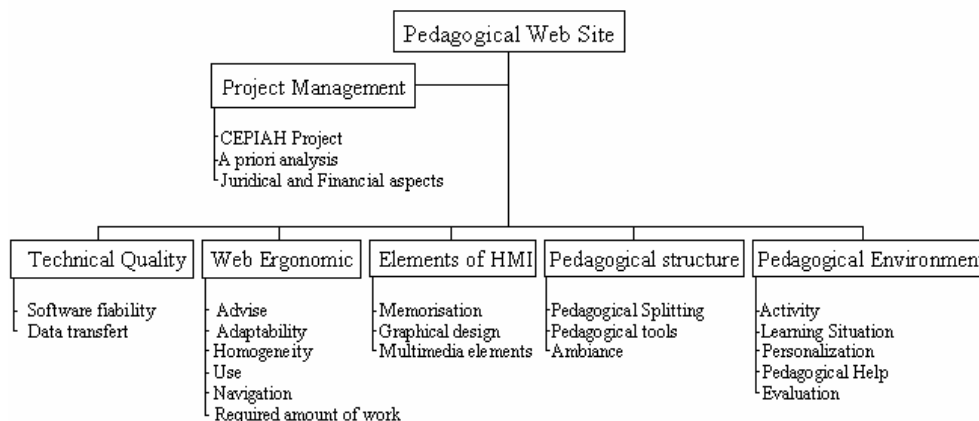 Pedagogical Web Site
Project Management
CEPIAH Project
A priori analysis
Juridical and Financial aspects
Technical Quality
Software fiability
Data transfert
Web Ergonomic
Advise
Adaptability
Homogeneity
Use
Navigation
Required amount of work
Elements of HMI
Memorisation
Graphical design
Multimedia elements
Pedagogical structure
Pedagogical Splitting
Pedagogical tools
Ambiance
Pedagogical Environment
Activity
Learning Situation
Personalization
Pedagogical Help
Evaluation